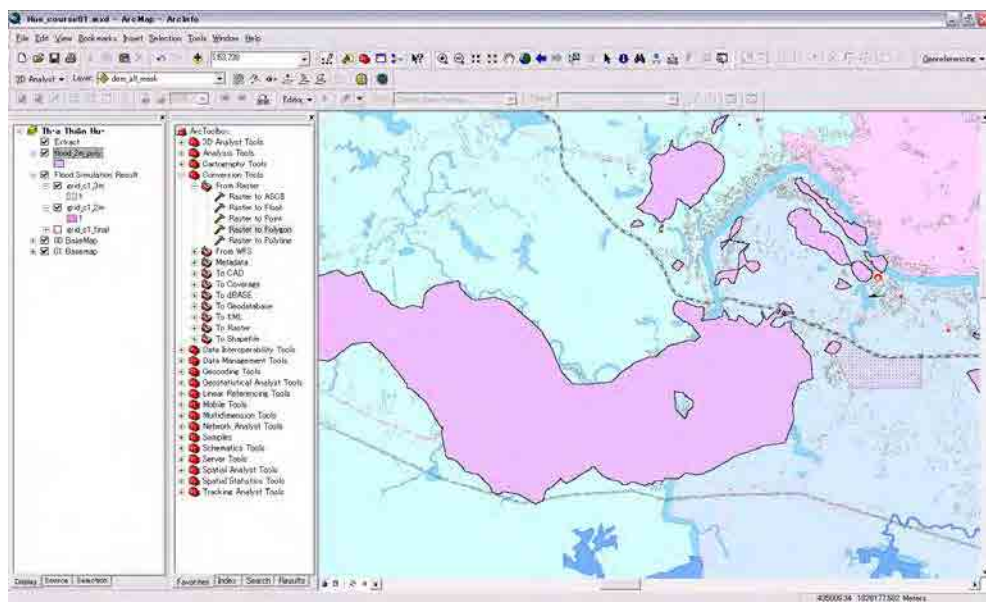 Hue_course01.mxd - ArcMap - ArcInfo
File Edit View Bookmarks Insert Selection Tools Window Help
Georeferencing
3D Analyst Layer: dem_alt_mask
Editor
Extract
flood_2m_poly
Flood Simulation Result
grid_c1_3m
1
grid_c1_2m
1
grid_c1_final
00 BaseMap
01 Basemap
Display Source Selection
ArcToolbox
3D Analyst Tools
Analysis Tools
Cartography Tools
Conversion Tools
From Raster
Raster to ASCII
Raster to Float
Raster to Point
Raster to Polygon
Raster to Polyline
From WFS
Metadata
To CAD
To Coverage
To dBASE
To Geodatabase
To KML
To Raster
To Shapefile
Data Interoperability Tools
Data Management Tools
Geocoding Tools
Geostatistical Analyst Tools
Linear Referencing Tools
Mobile Tools
Multidimension Tools
Network Analyst Tools
Samples
Schematics Tools
Server Tools
Spatial Analyst Tools
Spatial Statistics Tools
Tracking Analyst Tools
Favorites Index Search Results
Meters